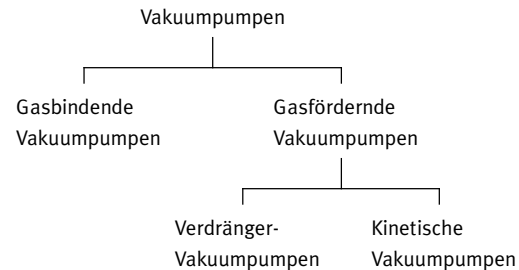 Vakuumpumpen
Gasbindende
Vakuumpumpen
Gasfördernde
Vakuumpumpen
Verdränger-
Vakuumpumpen
Kinetische
Vakuumpumpen